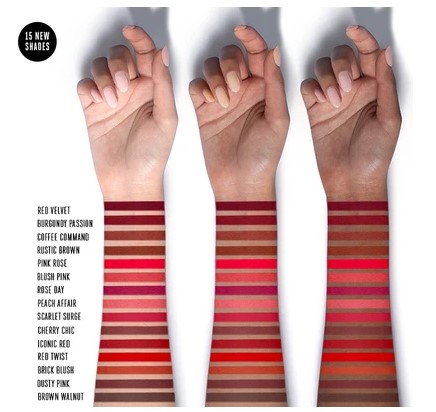 15 NEW
SHADES
RED VELVET
BURGUNDY PASSION
COFFEE COMMAND
RUSTIC BROWN
PINK ROSE
BLUSH PINK
ROSE DAY
PEACH AFFAIR
SCARLET SURGE
CHERRY CHIC
ICONIC RED
RED TWIST
BRICK BLUSH
DUSTY PINK
BROWN WALNUT